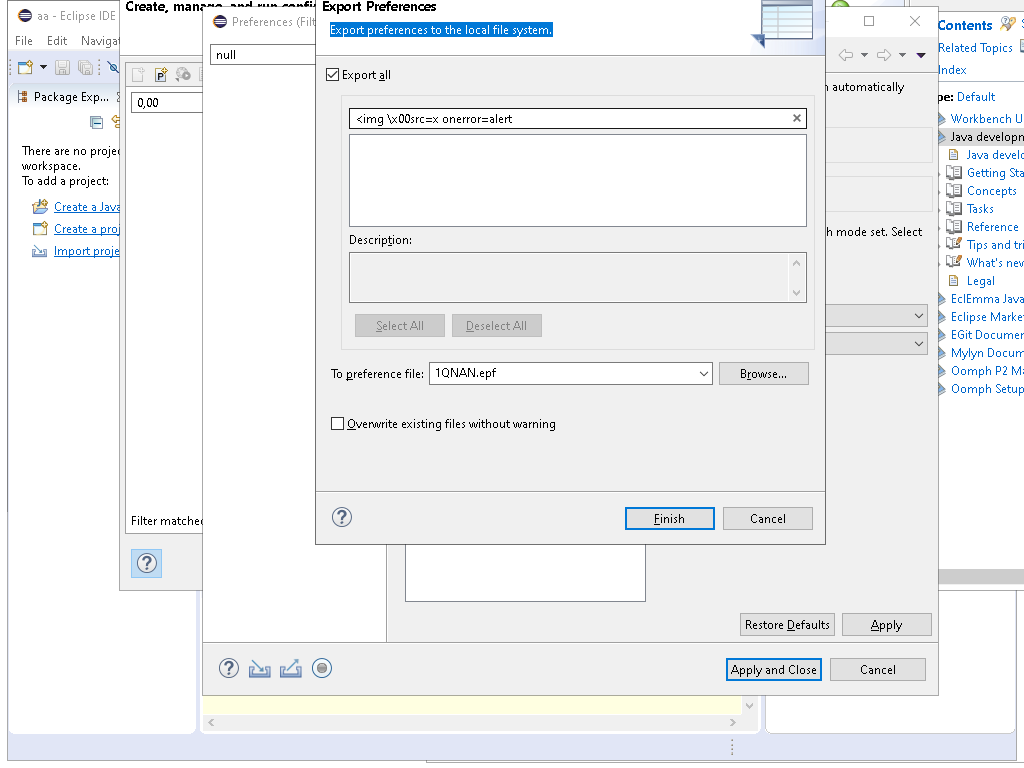 aa - Eclipse IDE
File Edit Navigat
Package Exp...
There are no proje
workspace.
To add a project:
Create a Java
Create a proj
Import proje
Create, manage, and run confi
0,00
Filter matched
Preferences (Filt
null
Export Preferences
Export preferences to the local file system.
Export all
<img \x00src=x onerror=alert
Description:
Select All
Deselect All
To preference file:
1QNAN.epf
Browse...
Overwrite existing files without warning
Finish
Cancel
n automatically
h mode set. Select
Restore Defaults
Apply
Apply and Close
Cancel
Contents
Related Topics
Index
pe: Default
Workbench U
Java developm
Java develo
Getting Sta
Concepts
Tasks
Reference
Tips and tri
What's new
Legal
EclEmma Java
Eclipse Marke
EGit Documen
Mylyn Docum
Oomph P2 Ma
Oomph Setup